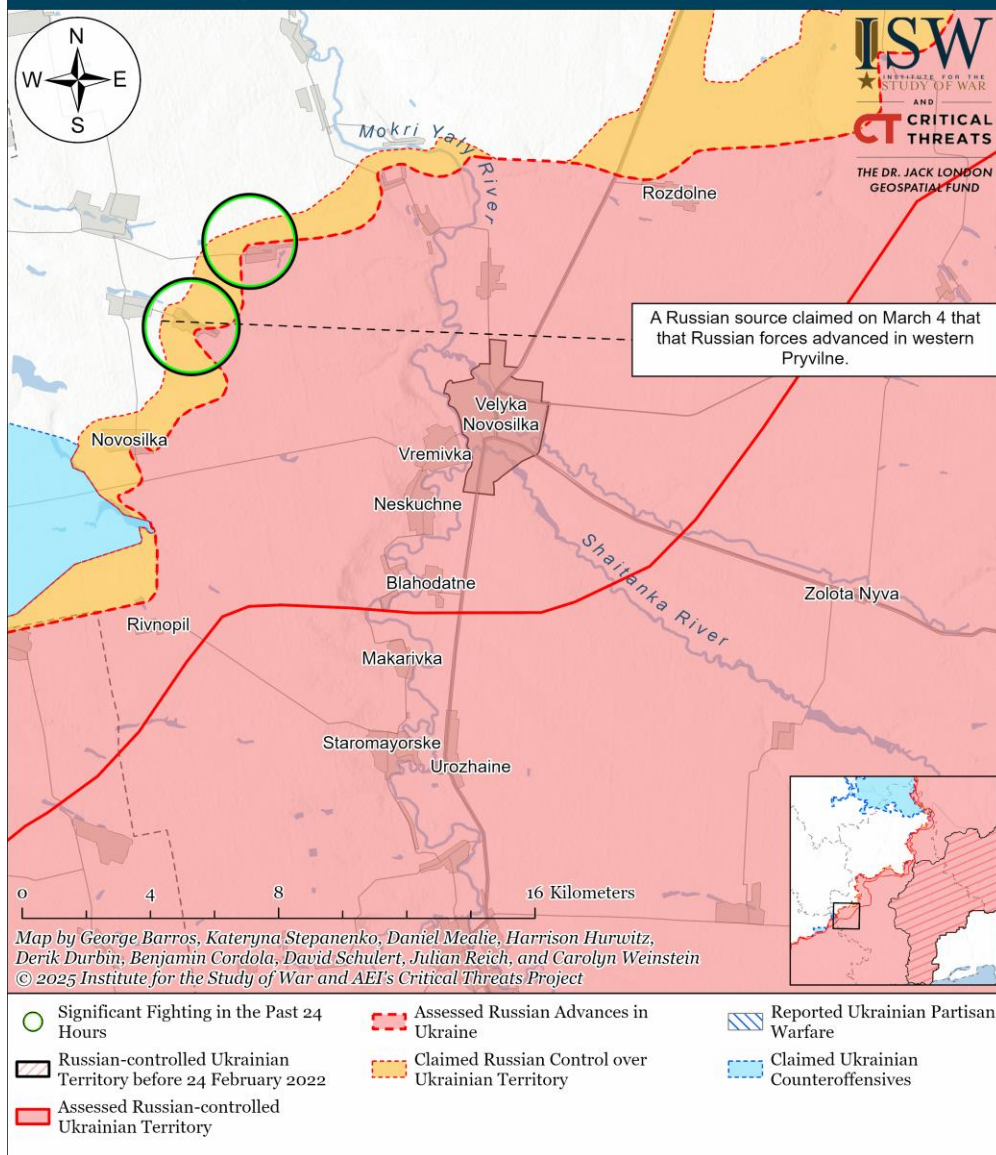 N
W E
S
ISW
INSTITUTE FOR THE
STUDY OF WAR
AND
CT CRITICAL
THREATS
THE DR. JACK LONDON
GEOSPATIAL FUND
Mokri Yaly River
Rozdolne
A Russian source claimed on March 4 that
that Russian forces advanced in western
Pryvilne.
Velyka
Novosilka
Novosilka
Vremivka
Neskuchne
Shaitanka River
Blahodatne
Zolota Nyva
Rivnopil
Makarivka
Staromayorske
Urozhaine
0 4 8 16 Kilometers
Map by George Barros, Kateryna Stepanenko, Daniel Mealie, Harrison Hurwitz,
Derik Durbin, Benjamin Cordola, David Schulert, Julian Reich, and Carolyn Weinstein
© 2025 Institute for the Study of War and AEI's Critical Threats Project
Significant Fighting in the Past 24
Hours
Russian-controlled Ukrainian
Territory before 24 February 2022
Assessed Russian-controlled
Ukrainian Territory
Assessed Russian Advances in
Ukraine
Claimed Russian Control over
Ukrainian Territory
Reported Ukrainian Partisan
Warfare
Claimed Ukrainian
Counteroffensives